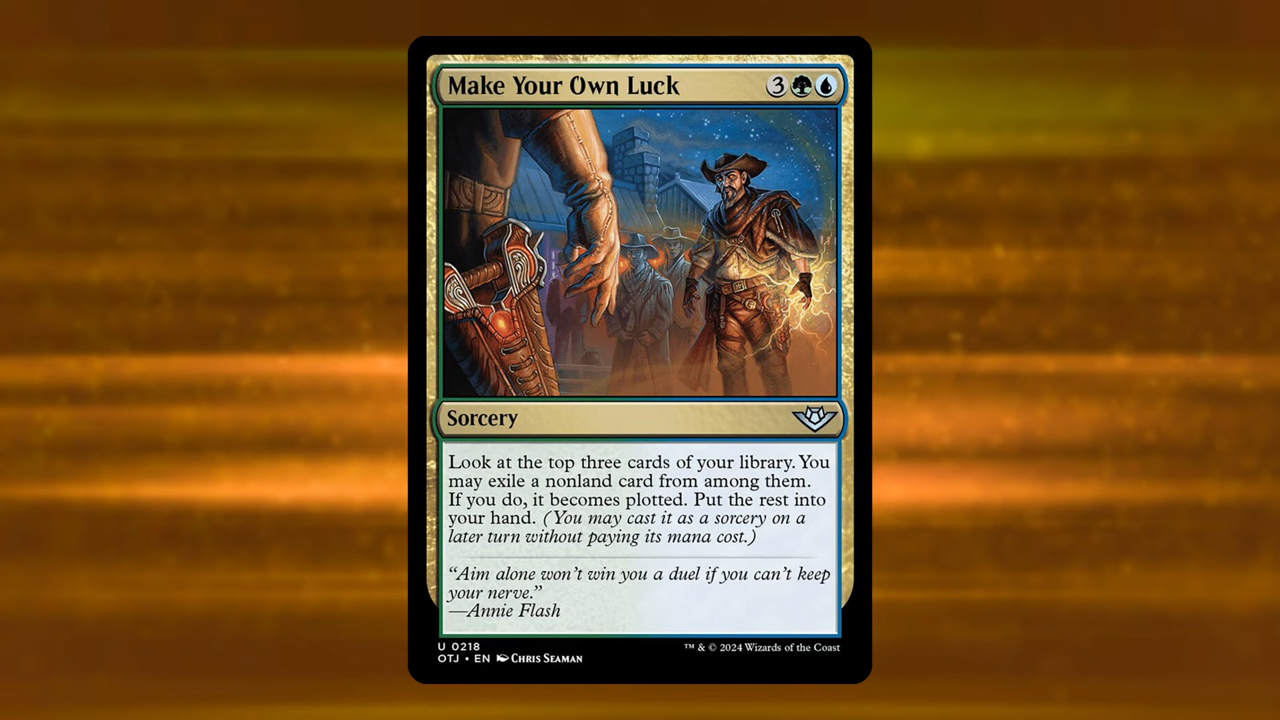 Make Your Own Luck 3
Sorcery
Look at the top three cards of your library. You
may exile a nonland card from among them.
If you do, it becomes plotted. Put the rest into
your hand. (You may cast it as a sorcery on a
later turn without paying its mana cost.)
“Aim alone won’t win you a duel if you can’t keep
your nerve.”
—Annie Flash
U 0218
OTJ • EN CHRIS SEAMAN
™ & © 2024 Wizards of the Coast